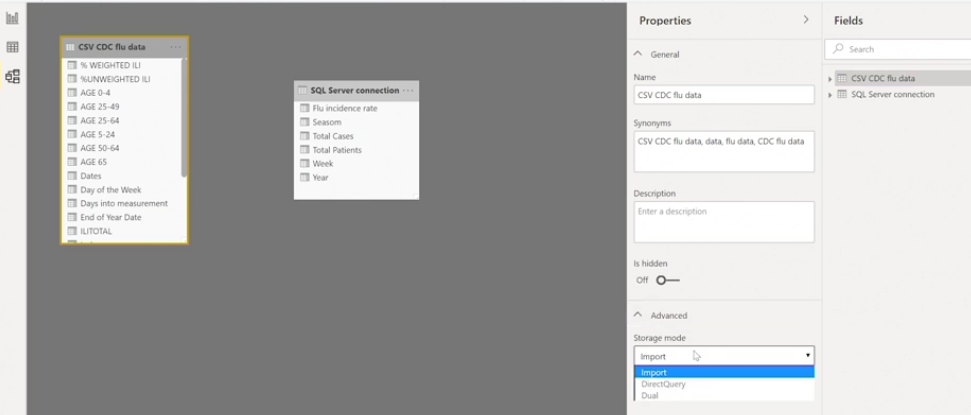 CSV CDC flu data
% WEIGHTED ILI
%UNWEIGHTED ILI
AGE 0-4
AGE 25-49
AGE 25-64
AGE 5-24
AGE 50-64
AGE 65
Dates
Day of the Week
Days into measurement
End of Year Date
ILITOTAL
SQL Server connection
Flu incidence rate
Seasom
Total Cases
Total Patients
Week
Year
Properties
General
Name
CSV CDC flu data
Synonyms
CSV CDC flu data, data, flu data, CDC flu data
Description
Enter a description
Is hidden
Off
Advanced
Storage mode
Import
Import
DirectQuery
Dual
Fields
Search
CSV CDC flu data
SQL Server connection